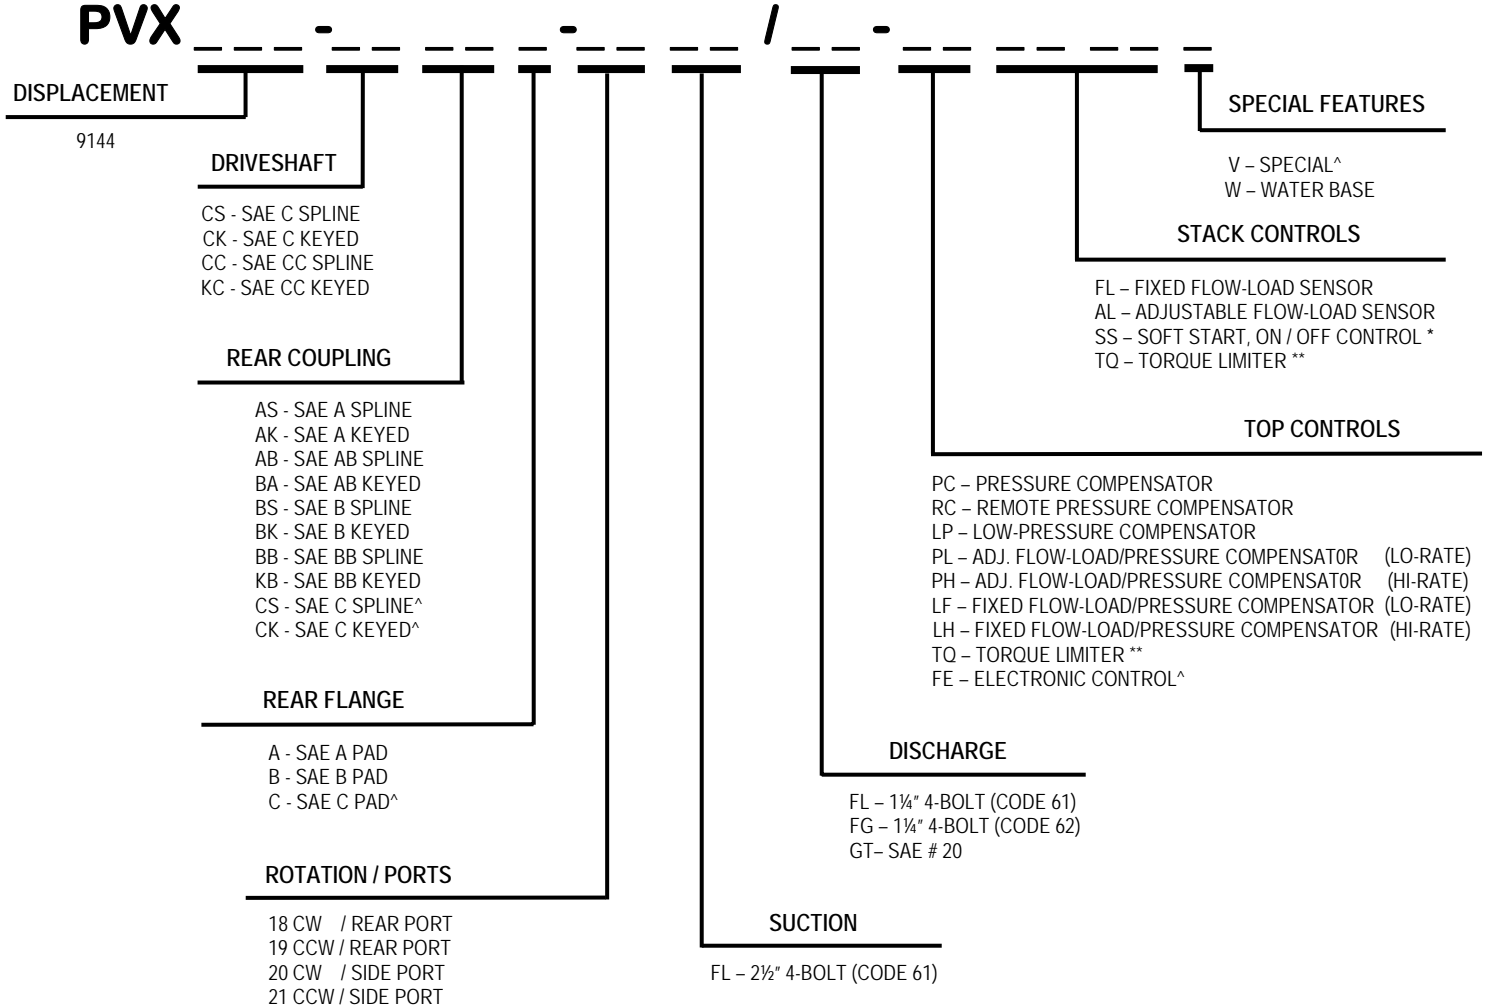 PVX - - / -
DISPLACEMENT
9144
DRIVESHAFT
CS - SAE C SPLINE
CK - SAE C KEYED
CC - SAE CC SPLINE
KC - SAE CC KEYED
REAR COUPLING
AS - SAE A SPLINE
AK - SAE A KEYED
AB - SAE AB SPLINE
BA - SAE AB KEYED
BS - SAE B SPLINE
BK - SAE B KEYED
BB - SAE BB SPLINE
KB - SAE BB KEYED
CS - SAE C SPLINE^
CK - SAE C KEYED^
REAR FLANGE
A - SAE A PAD
B - SAE B PAD
C - SAE C PAD^
ROTATION / PORTS
18 CW / REAR PORT
19 CCW / REAR PORT
20 CW / SIDE PORT
21 CCW / SIDE PORT
SUCTION
FL – 2½" 4-BOLT (CODE 61)
DISCHARGE
FL – 1¼" 4-BOLT (CODE 61)
FG – 1¼" 4-BOLT (CODE 62)
GT– SAE # 20
TOP CONTROLS
PC – PRESSURE COMPENSATOR
RC – REMOTE PRESSURE COMPENSATOR
LP – LOW-PRESSURE COMPENSATOR
PL – ADJ. FLOW-LOAD/PRESSURE COMPENSAT0R (LO-RATE)
PH – ADJ. FLOW-LOAD/PRESSURE COMPENSAT0R (HI-RATE)
LF – FIXED FLOW-LOAD/PRESSURE COMPENSATOR (LO-RATE)
LH – FIXED FLOW-LOAD/PRESSURE COMPENSATOR (HI-RATE)
TQ – TORQUE LIMITER **
FE – ELECTRONIC CONTROL^
STACK CONTROLS
FL – FIXED FLOW-LOAD SENSOR
AL – ADJUSTABLE FLOW-LOAD SENSOR
SS – SOFT START, ON / OFF CONTROL *
TQ – TORQUE LIMITER **
SPECIAL FEATURES
V – SPECIAL^
W – WATER BASE